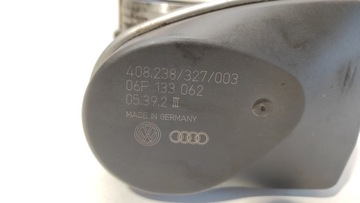 408.238/327/003
06F 133 062
05.39.2 III
MADE IN GERMANY